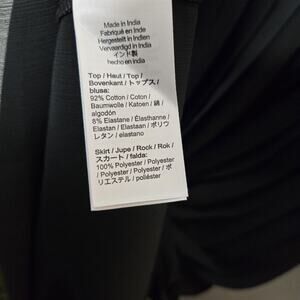 Made in India
Fabriqué en Inde
Hergestellt in Indien
Vervaardigd in India
インド製
hecho en India
Top / Haut / Top /
Bovenkant / トップス /
blusa:
92% Cotton / Coton /
Baumwolle / Katoen / 綿 /
algodón
8% Elastane / Élasthanne /
Elastan / Elastaan / ポリウ
レタン / elastano
Skirt / Jupe / Rock / Rok /
スカート / falda:
100% Polyester / Polyester
/ Polyester / Polyester / ポ
リエステル / poliéster